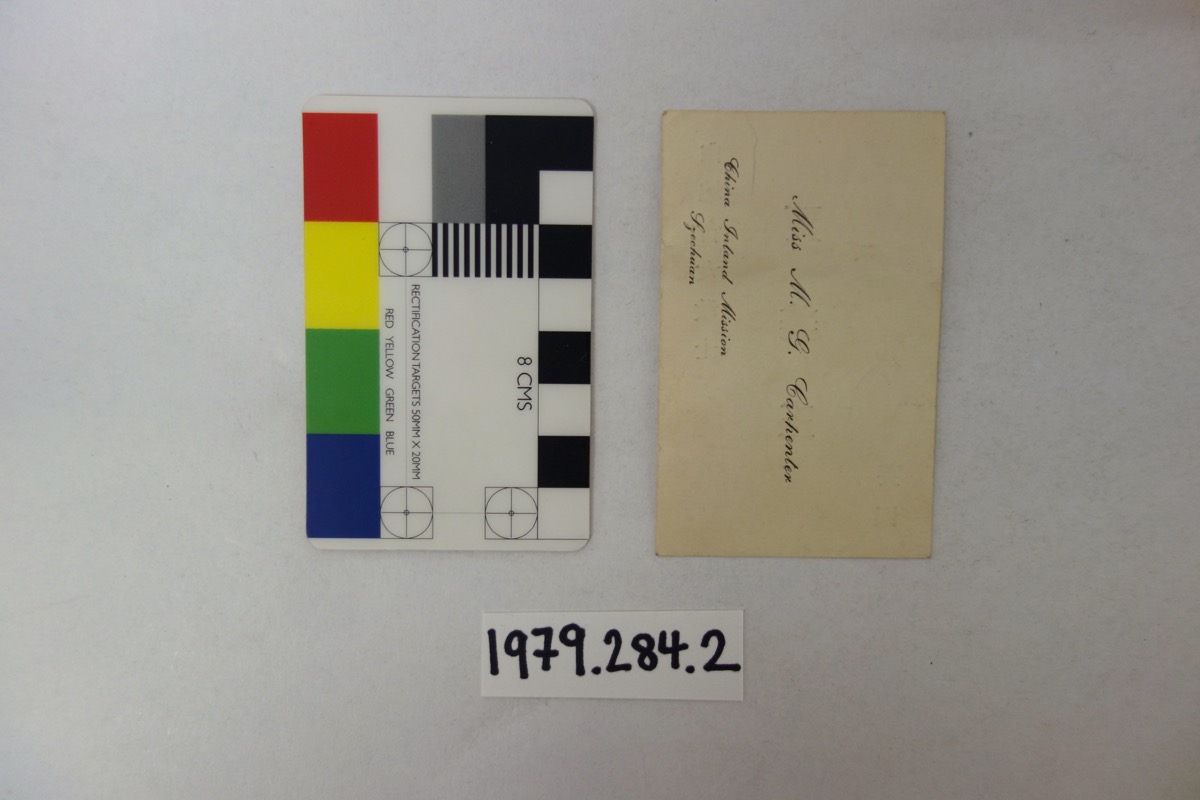 8 CMS
RECTIFICATION TARGETS 50MM X 20MM
RED YELLOW GREEN BLUE
Miss M. G. Carpenter
China Inland Mission
Szechuan
1979.284.2